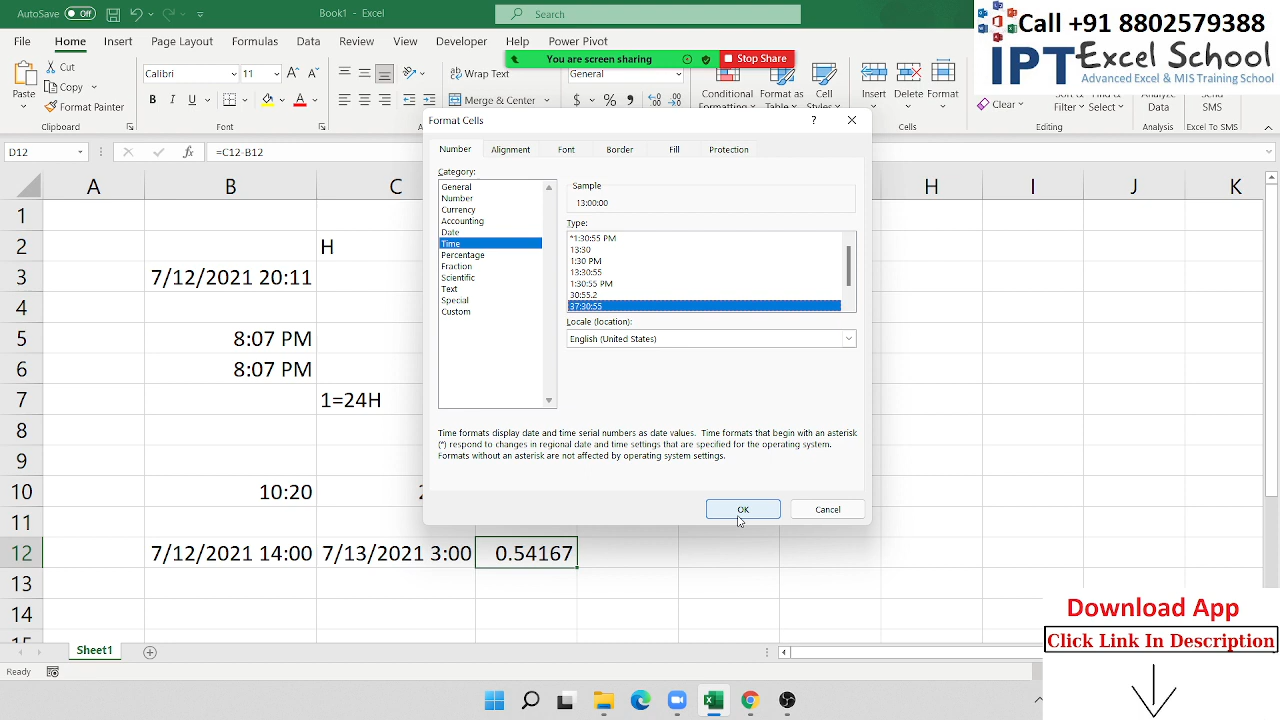 AutoSave Off
Book1 - Excel
Search
Call +91 8802579388
IPT Excel School
Advanced Excel & MIS Training School
File Home Insert Page Layout Formulas Data Review View Developer Help Power Pivot
You are screen sharing Stop Share
Paste
Cut
Copy
Format Painter
Calibri 11
B I U
Wrap Text
Merge & Center
General
$ % ,
Conditional
Format as
Cell
Styles
Insert Delete Format
Clear
Filter Select
Data
SMS
Clipboard Font Cells Editing Analysis Excel To SMS
D12 fx =C12-B12
Format Cells
? ×
Number Alignment Font Border Fill Protection
Category:
General
Number
Currency
Accounting
Date
Time
Percentage
Fraction
Scientific
Text
Special
Custom
Sample
13:00:00
Type:
*1:30:55 PM
13:30
1:30 PM
13:30:55
1:30:55 PM
30:55.2
37:30:55
Locale (location):
English (United States)
Time formats display date and time serial numbers as date values. Time formats that begin with an asterisk
(*) respond to changes in regional date and time settings that are specified for the operating system.
Formats without an asterisk are not affected by operating system settings.
OK Cancel
A B C H I J K
1
2 H
3 7/12/2021 20:11
4
5 8:07 PM
6 8:07 PM
7 1=24H
8
9
10 10:20
11
12 7/12/2021 14:00 7/13/2021 3:00 0.54167
13
14
15
Sheet1
Ready
Download App
Click Link In Description